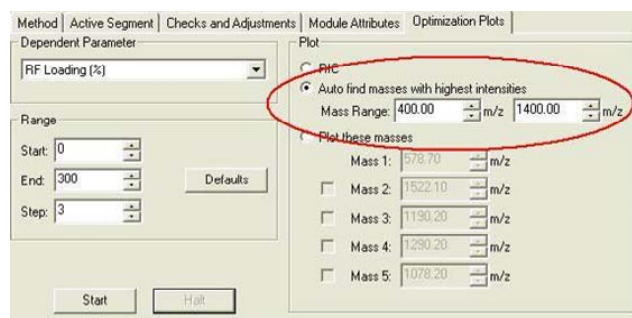 Method Active Segment Checks and Adjustments Module Attributes Optimization Plots
Dependent Parameter
RF Loading (%)
Range
Start: 0
End: 300
Defaults
Step: 3
Start
Halt
Plot
RIC
Auto find masses with highest intensities
Mass Range: 400.00 m/z 1400.00 m/z
Plot these masses
Mass 1: 578.70 m/z
Mass 2: 1522.10 m/z
Mass 3: 1190.20 m/z
Mass 4: 1290.20 m/z
Mass 5: 1078.20 m/z